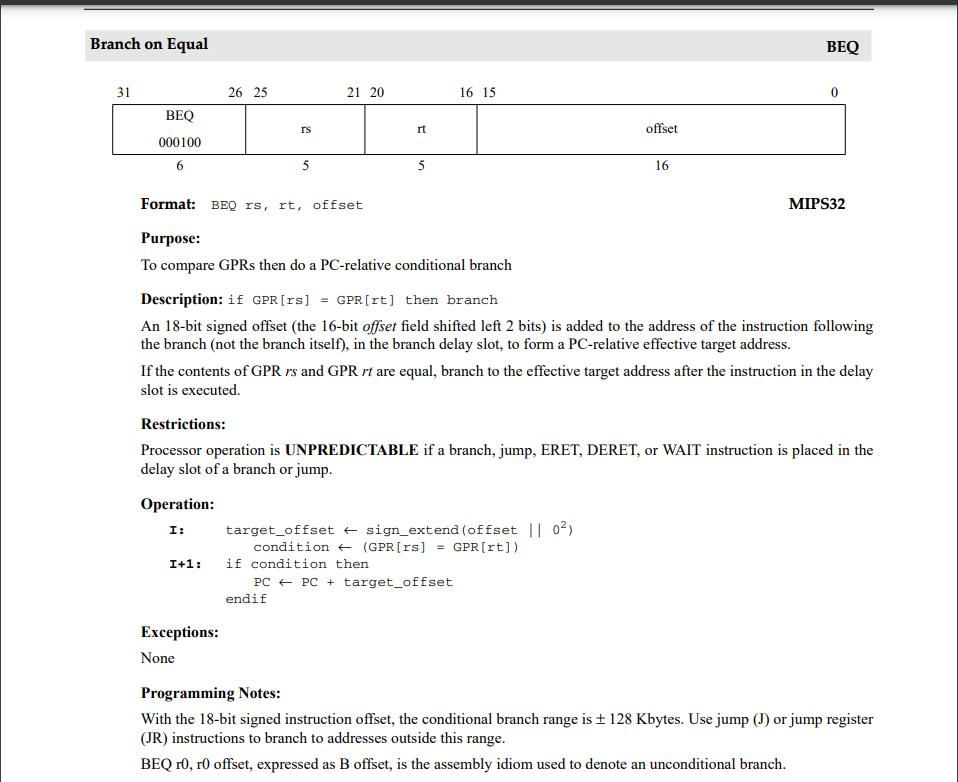 Branch on Equal BEQ
31 26 25 21 20 16 15 0
BEQ
000100
rs rt offset
6 5 5 16
Format: BEQ rs, rt, offset MIPS32
Purpose:
To compare GPRs then do a PC-relative conditional branch
Description: if GPR[rs] = GPR[rt] then branch
An 18-bit signed offset (the 16-bit offset field shifted left 2 bits) is added to the address of the instruction following
the branch (not the branch itself), in the branch delay slot, to form a PC-relative effective target address.
If the contents of GPR rs and GPR rt are equal, branch to the effective target address after the instruction in the delay
slot is executed.
Restrictions:
Processor operation is UNPREDICTABLE if a branch, jump, ERET, DERET, or WAIT instruction is placed in the
delay slot of a branch or jump.
Operation:
I: target_offset ← sign_extend(offset || 0²)
condition ← (GPR[rs] = GPR[rt])
I+1: if condition then
PC ← PC + target_offset
endif
Exceptions:
None
Programming Notes:
With the 18-bit signed instruction offset, the conditional branch range is ± 128 Kbytes. Use jump (J) or jump register
(JR) instructions to branch to addresses outside this range.
BEQ r0, r0 offset, expressed as B offset, is the assembly idiom used to denote an unconditional branch.